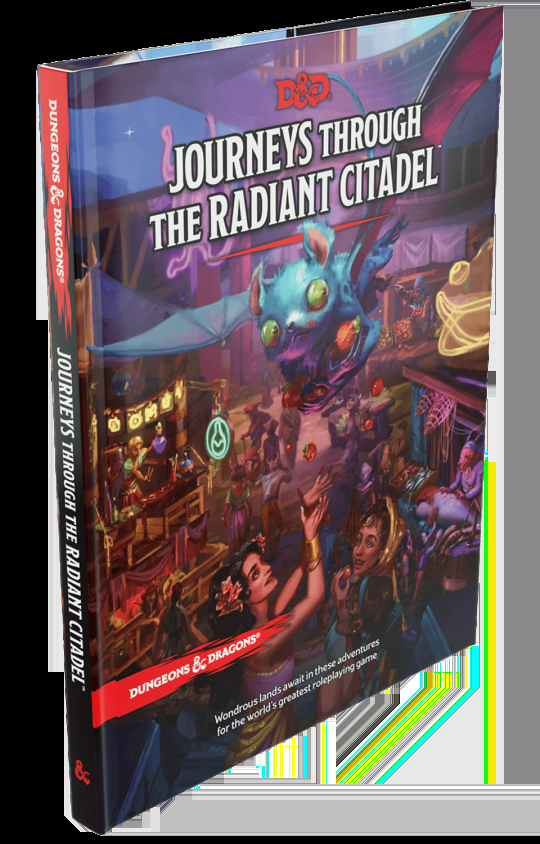 D&D®
JOURNEYS THROUGH
THE RADIANT CITADEL™
DUNGEONS & DRAGONS®
Wondrous lands await in these adventures
for the world's greatest roleplaying game
DUNGEONS & DRAGONS®
JOURNEYS THROUGH THE RADIANT CITADEL™
&